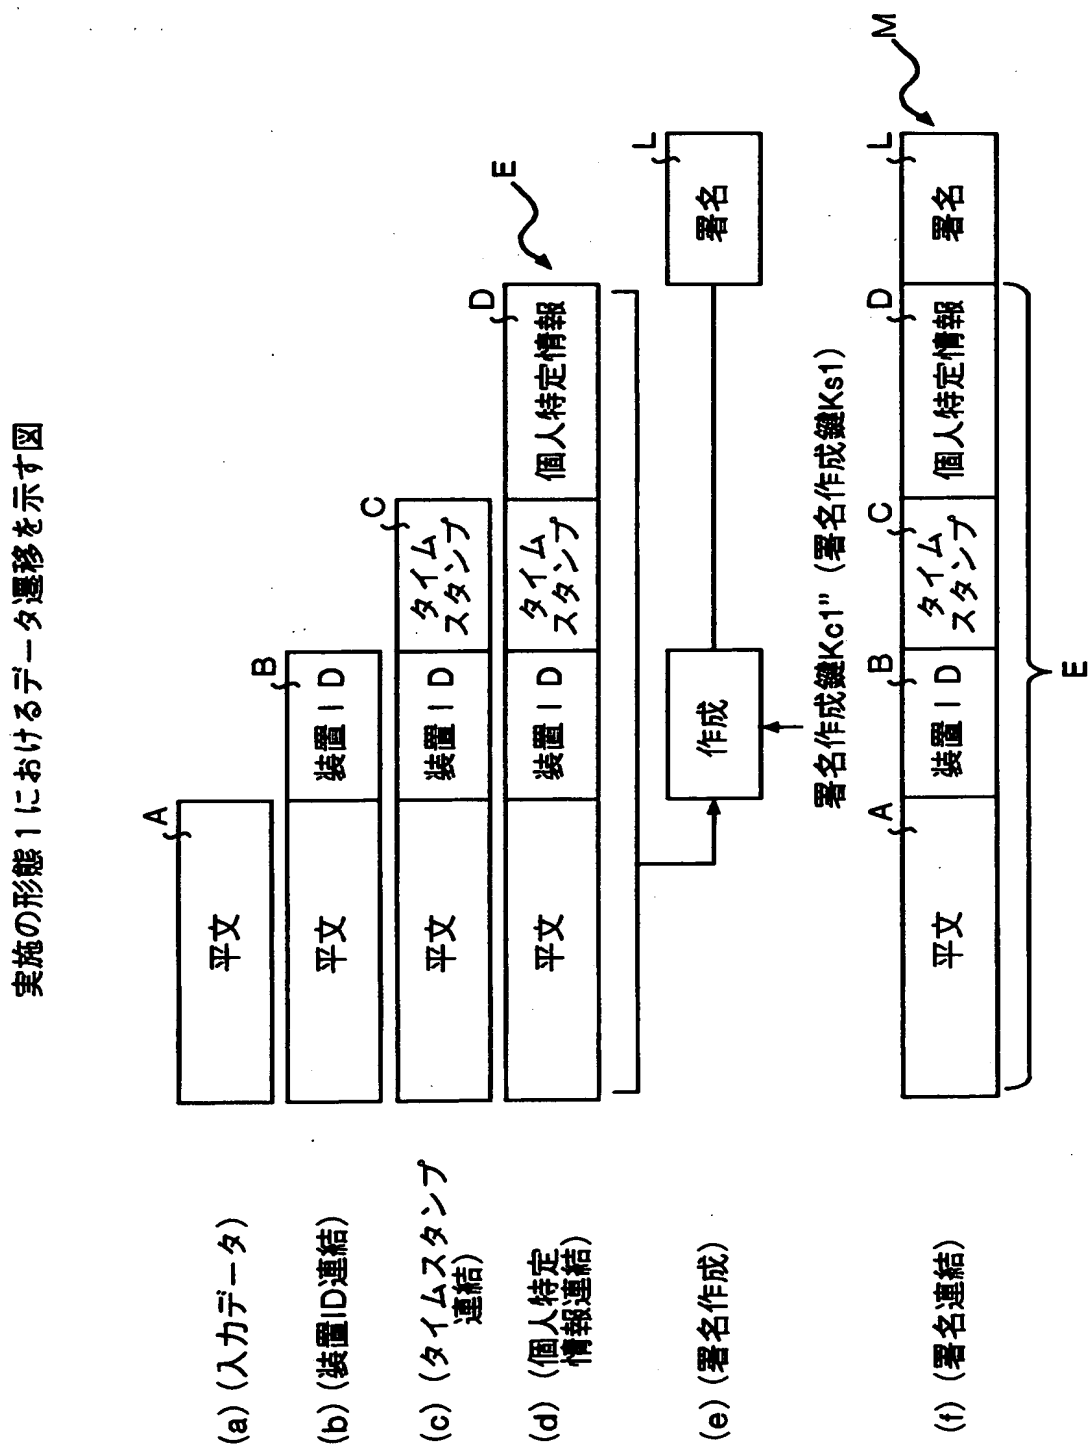 実施の形態1におけるデータ遷移を示す図
(a) (入力データ)
平文
A
(b) (装置ID連結)
平文
装置ID
B
(c) (タイムスタンプ
連結)
平文
装置ID
タイム
スタンプ
C
(d) (個人特定
情報連結)
平文
装置ID
タイム
スタンプ
個人特定情報
D
E
(e) (署名作成)
作成
署名
L
署名作成鍵Kc1" (署名作成鍵Ks1)
(f) (署名連結)
平文
A
装置ID
B
タイム
スタンプ
C
個人特定情報
D
署名
L
M
E